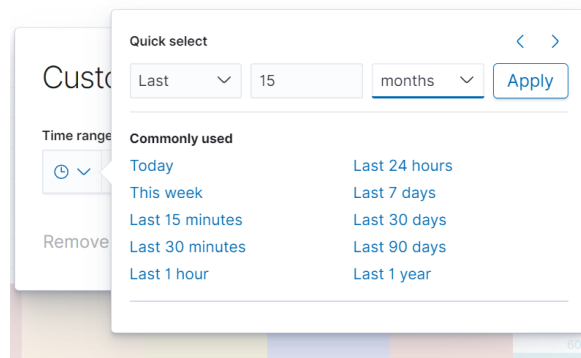 Quick select
Last 15 months Apply
Custo
Time range
Remove
Commonly used
Today Last 24 hours
This week Last 7 days
Last 15 minutes Last 30 days
Last 30 minutes Last 90 days
Last 1 hour Last 1 year